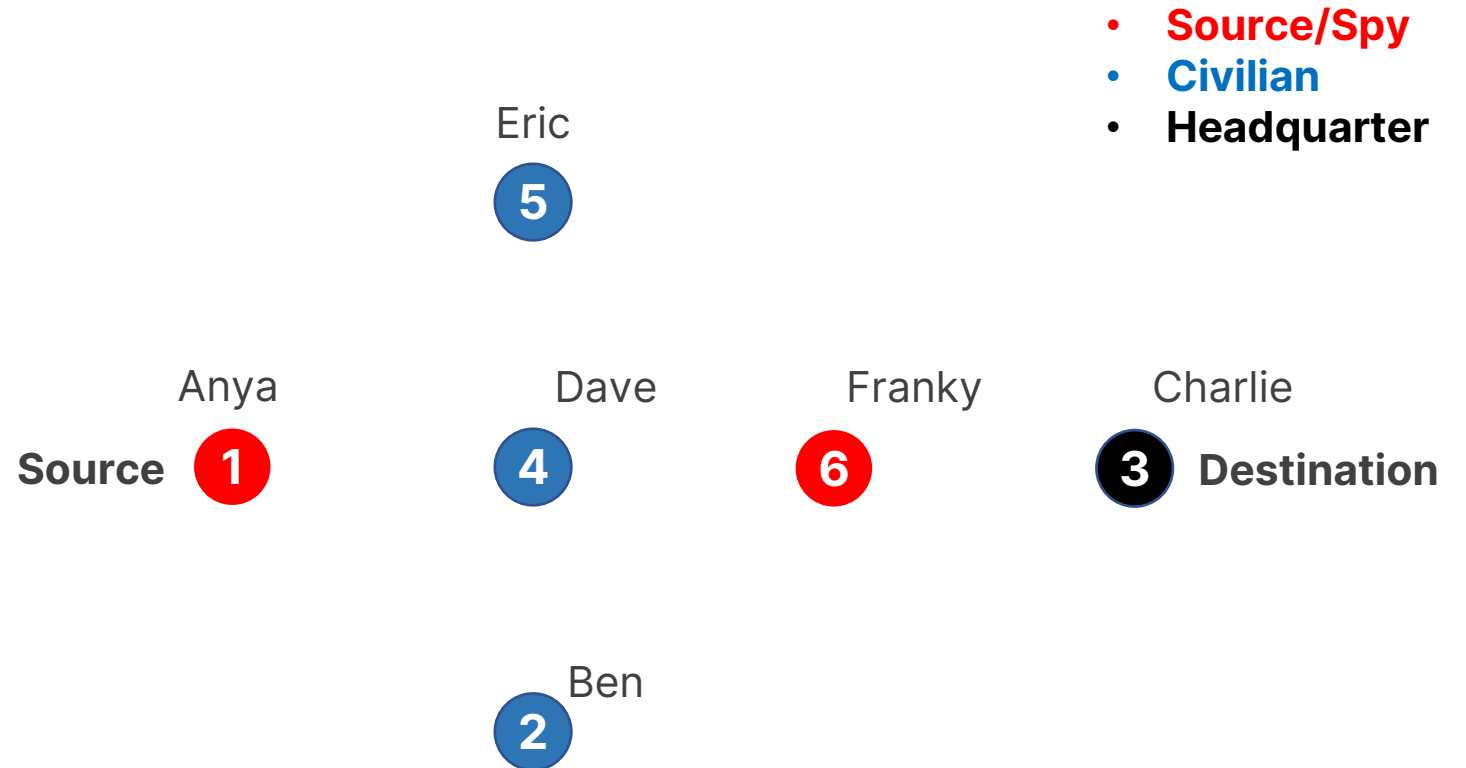 • Source/Spy
• Civilian
• Headquarter
Eric
5
Anya
Dave
Franky
Charlie
Source 1 4 6 3 Destination
Ben
2